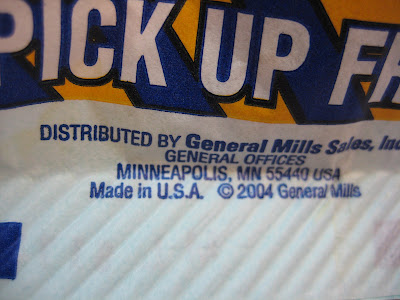 PICK UP FR
DISTRIBUTED BY General Mills Sales, Inc
GENERAL OFFICES
MINNEAPOLIS, MN 55440 USA
Made in U.S.A. © 2004 General Mills